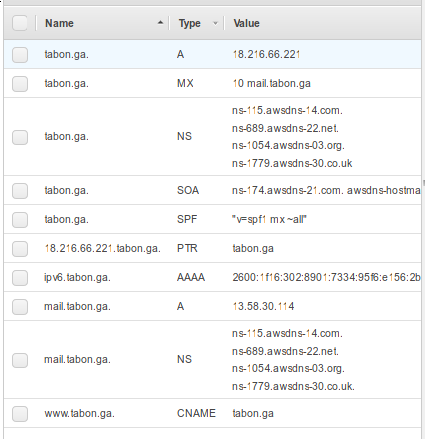 Name Type Value
tabon.ga. A 18.216.66.221
tabon.ga. MX 10 mail.tabon.ga
tabon.ga. NS ns-115.awsdns-14.com.
ns-689.awsdns-22.net.
ns-1054.awsdns-03.org.
ns-1779.awsdns-30.co.uk
tabon.ga. SOA ns-174.awsdns-21.com. awsdns-hostma
tabon.ga. SPF "v=spf1 mx ~all"
18.216.66.221.tabon.ga. PTR tabon.ga
ipv6.tabon.ga. AAAA 2600:1f16:302:8901:7334:95f6:e156:2b
mail.tabon.ga. A 13.58.30.114
mail.tabon.ga. NS ns-115.awsdns-14.com.
ns-689.awsdns-22.net.
ns-1054.awsdns-03.org.
ns-1779.awsdns-30.co.uk.
www.tabon.ga. CNAME tabon.ga